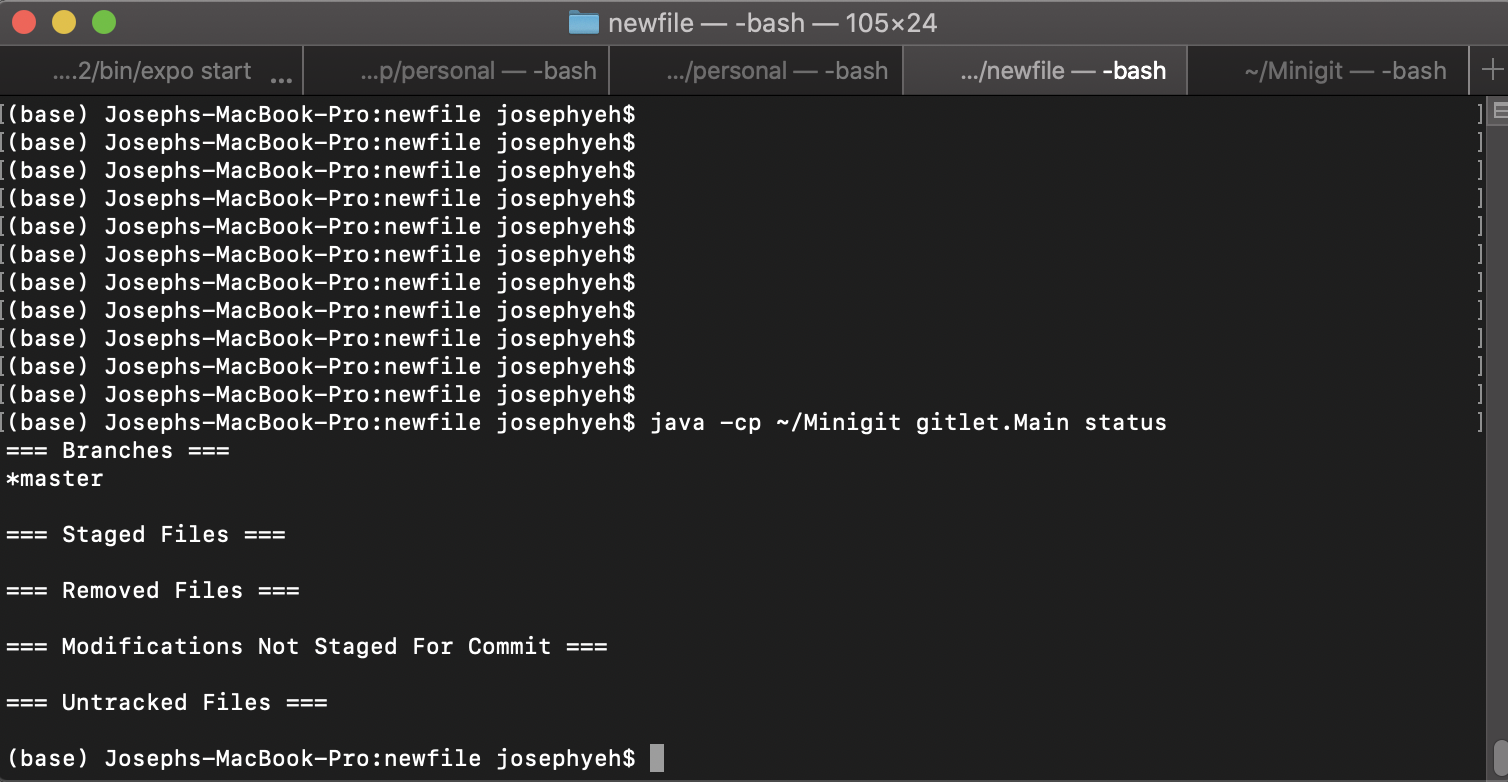 newfile — -bash — 105×24
....2/bin/expo start ...
...p/personal — -bash
.../personal — -bash
.../newfile — -bash
~/Minigit — -bash
(base) Josephs-MacBook-Pro:newfile josephyeh$
(base) Josephs-MacBook-Pro:newfile josephyeh$
(base) Josephs-MacBook-Pro:newfile josephyeh$
(base) Josephs-MacBook-Pro:newfile josephyeh$
(base) Josephs-MacBook-Pro:newfile josephyeh$
(base) Josephs-MacBook-Pro:newfile josephyeh$
(base) Josephs-MacBook-Pro:newfile josephyeh$
(base) Josephs-MacBook-Pro:newfile josephyeh$
(base) Josephs-MacBook-Pro:newfile josephyeh$
(base) Josephs-MacBook-Pro:newfile josephyeh$
(base) Josephs-MacBook-Pro:newfile josephyeh$
(base) Josephs-MacBook-Pro:newfile josephyeh$ java -cp ~/Minigit gitlet.Main status
=== Branches ===
*master
=== Staged Files ===
=== Removed Files ===
=== Modifications Not Staged For Commit ===
=== Untracked Files ===
(base) Josephs-MacBook-Pro:newfile josephyeh$